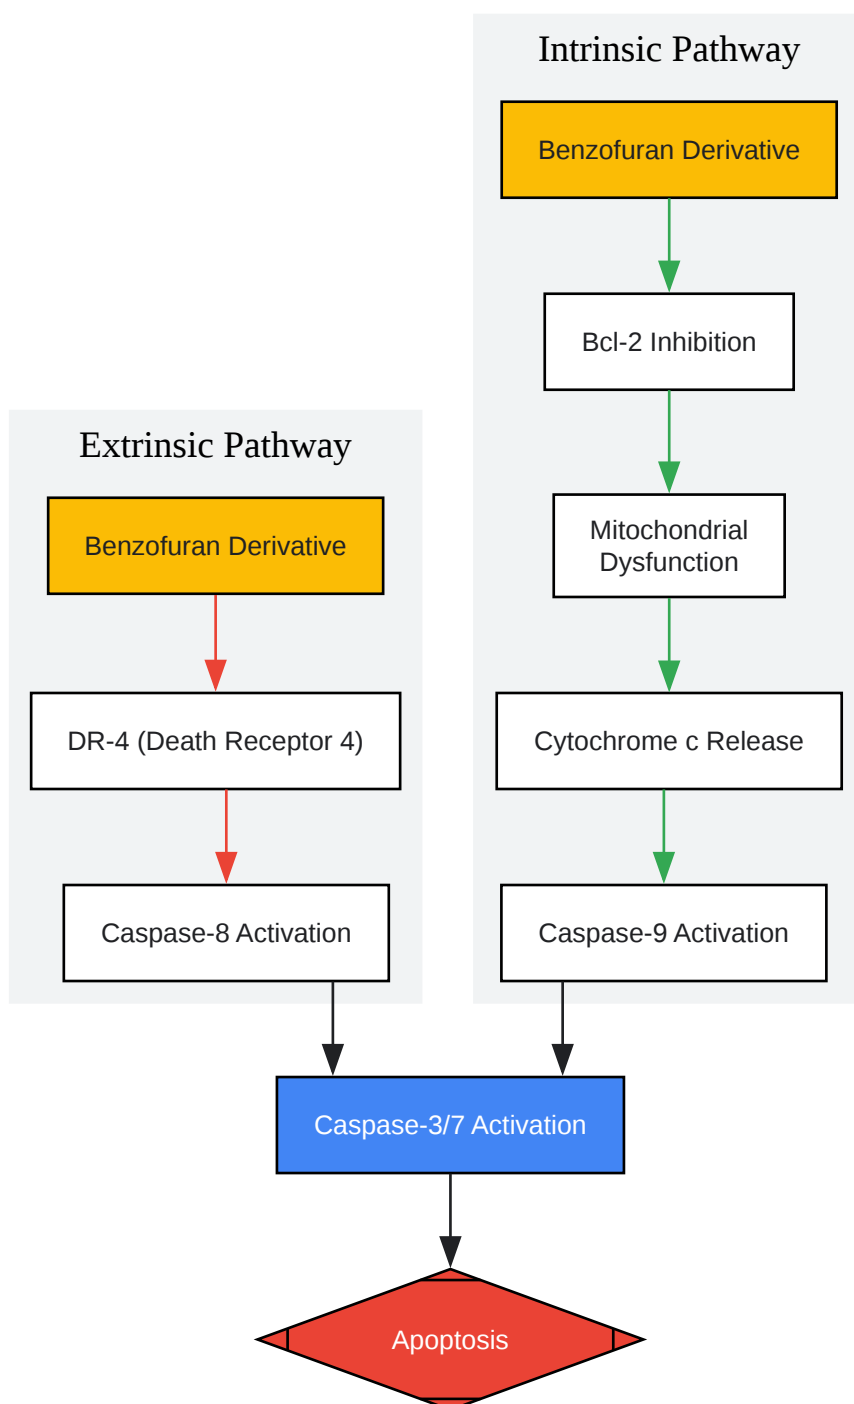 Intrinsic Pathway
Benzofuran Derivative
Bcl-2 Inhibition
Mitochondrial
Dysfunction
Cytochrome c Release
Caspase-9 Activation
Extrinsic Pathway
Benzofuran Derivative
DR-4 (Death Receptor 4)
Caspase-8 Activation
Caspase-3/7 Activation
Apoptosis